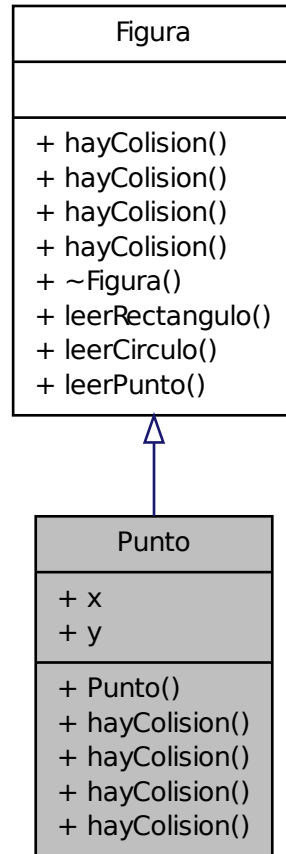 Figura
+ hayColision()
+ hayColision()
+ hayColision()
+ hayColision()
+ ~Figura()
+ leerRectangulo()
+ leerCirculo()
+ leerPunto()
Punto
+ x
+ y
+ Punto()
+ hayColision()
+ hayColision()
+ hayColision()
+ hayColision()